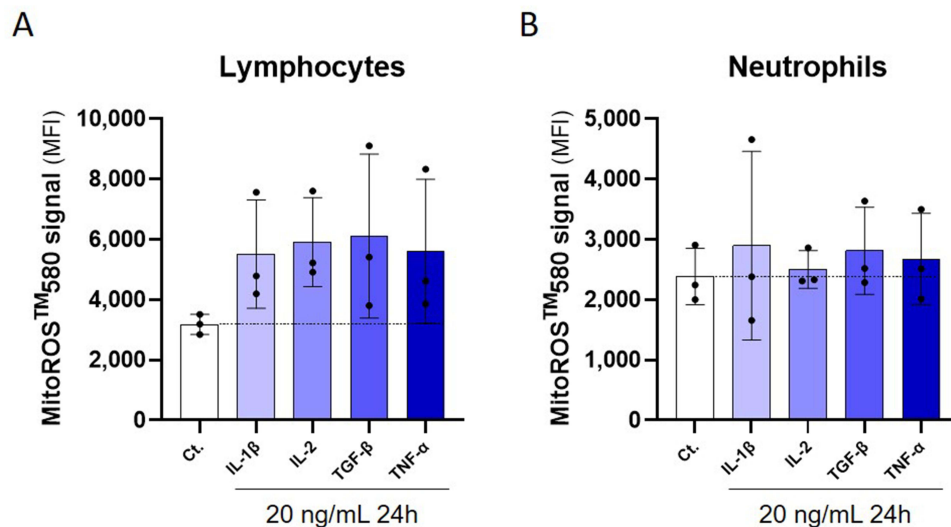 A
Lymphocytes
MitoROS™580 signal (MFI)
10,000
8,000
6,000
4,000
2,000
0
Ct.
IL-1β
IL-2
TGF-β
TNF-α
20 ng/mL 24h
B
Neutrophils
MitoROS™580 signal (MFI)
5,000
4,000
3,000
2,000
1,000
0
Ct.
IL-1β
IL-2
TGF-β
TNF-α
20 ng/mL 24h